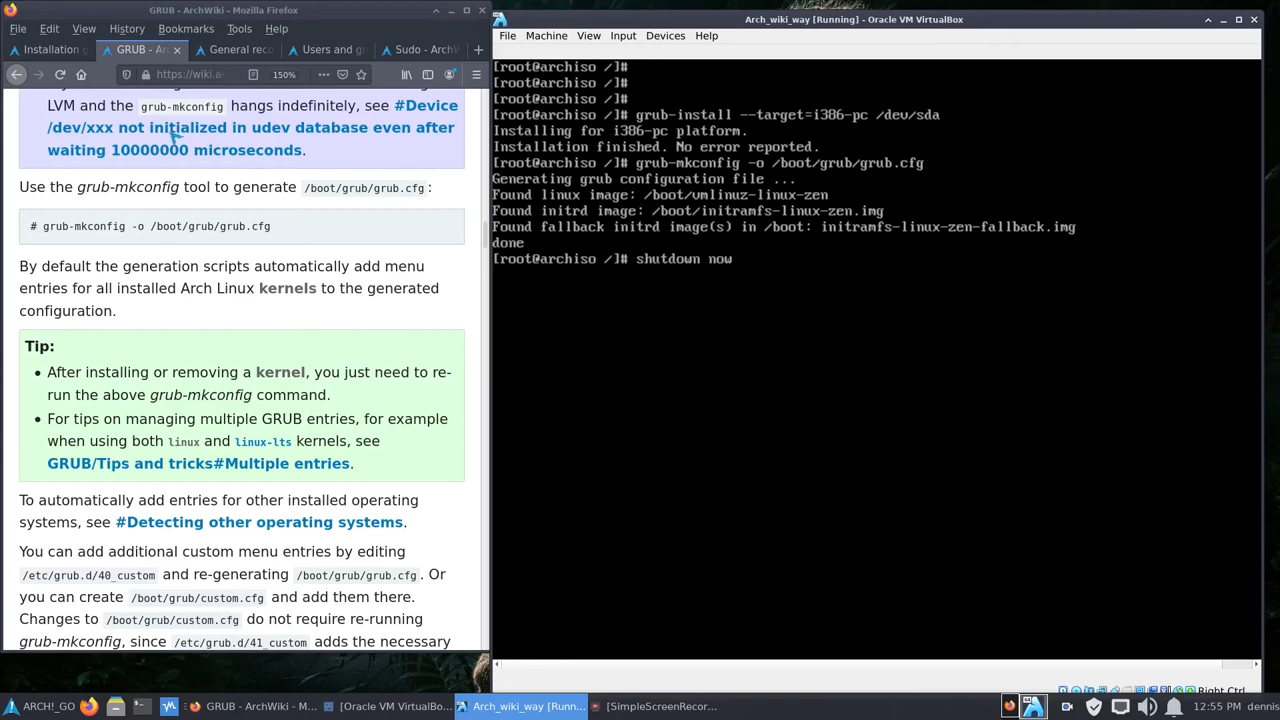 GRUB - ArchWiki - Mozilla Firefox
File Edit View History Bookmarks Tools Help
Installation g
GRUB - Ar
General reco
Users and gr
Sudo - ArchW
https://wiki.a
150%
LVM and the grub-mkconfig hangs indefinitely, see #Device
/dev/xxx not initialized in udev database even after
waiting 10000000 microseconds.
Use the grub-mkconfig tool to generate /boot/grub/grub.cfg:
# grub-mkconfig -o /boot/grub/grub.cfg
By default the generation scripts automatically add menu
entries for all installed Arch Linux kernels to the generated
configuration.
Tip:
• After installing or removing a kernel, you just need to re-
run the above grub-mkconfig command.
• For tips on managing multiple GRUB entries, for example
when using both linux and linux-lts kernels, see
GRUB/Tips and tricks#Multiple entries.
To automatically add entries for other installed operating
systems, see #Detecting other operating systems.
You can add additional custom menu entries by editing
/etc/grub.d/40_custom and re-generating /boot/grub/grub.cfg. Or
you can create /boot/grub/custom.cfg and add them there.
Changes to /boot/grub/custom.cfg do not require re-running
grub-mkconfig, since /etc/grub.d/41_custom adds the necessary
Arch_wiki_way [Running] - Oracle VM VirtualBox
File Machine View Input Devices Help
[root@archiso /]#
[root@archiso /]#
[root@archiso /]#
[root@archiso /]# grub-install --target=i386-pc /dev/sda
Installing for i386-pc platform.
Installation finished. No error reported.
[root@archiso /]# grub-mkconfig -o /boot/grub/grub.cfg
Generating grub configuration file ...
Found linux image: /boot/vmlinuz-linux-zen
Found initrd image: /boot/initramfs-linux-zen.img
Found fallback initrd image(s) in /boot: initramfs-linux-zen-fallback.img
done
[root@archiso /]# shutdown now
Right Ctrl
ARCH!_GO
GRUB - ArchWiki - M...
[Oracle VM VirtualB...
Arch_wiki_way [Runn...
[SimpleScreenRecor...
12:55 PM
dennis